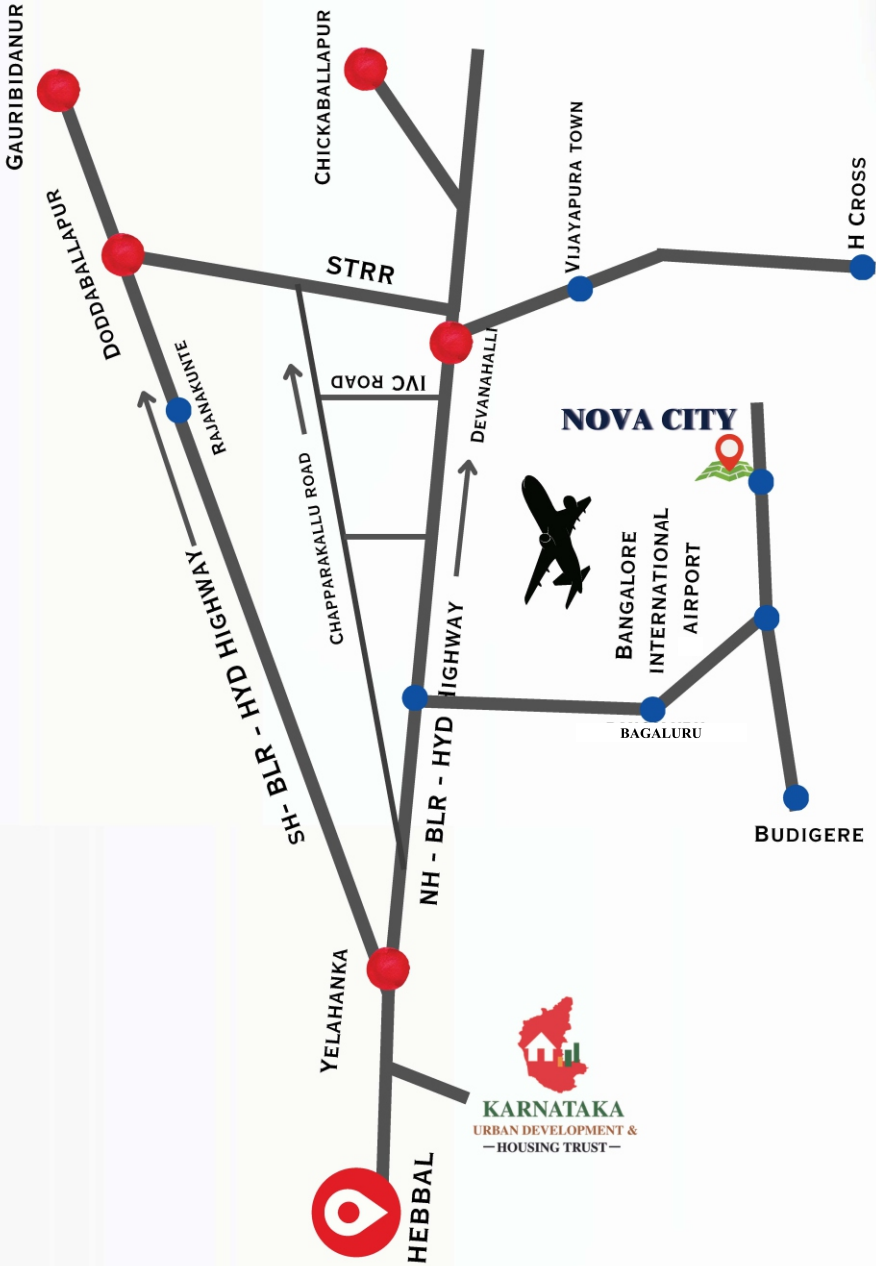 GAURIBIDANUR
CHICKABALLAPUR
VIJAYAPURA TOWN
H CROSS
DODDABALLAPUR
STRR
RAJANAKUNTE
IVC ROAD
DEVANAHALLI
NOVA CITY
CHAPPARAKALLU ROAD
BANGALORE
INTERNATIONAL
AIRPORT
SH- BLR - HYD HIGHWAY
NH - BLR - HYD HIGHWAY
BAGALURU
BUDIGERE
YELAHANKA
KARNATAKA
URBAN DEVELOPMENT &
HOUSING TRUST
HEBBAL